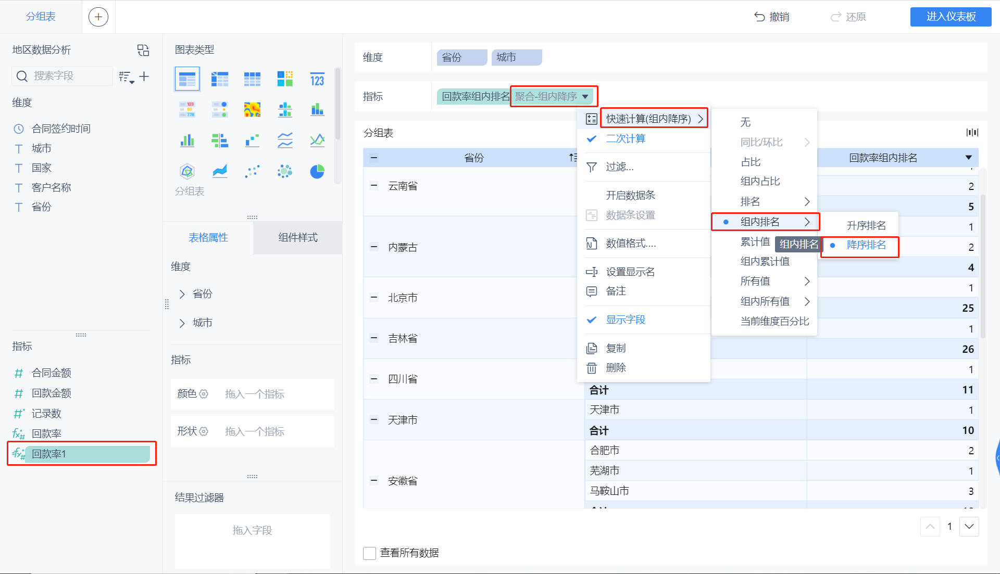 分组表
撤销
还原
进入仪表板
地区数据分析
搜索字段
维度
合同签约时间
城市
国家
客户名称
省份
指标
合同金额
回款金额
记录数
回款率
回款率1
图表类型
123
分组表
表格属性
组件样式
维度
省份
城市
指标
颜色
拖入一个指标
形状
拖入一个指标
结果过滤器
拖入字段
维度
省份
城市
指标
回款率组内排名
聚合-组内降序
分组表
省份
回款率组内排名
云南省
2
5
内蒙古
1
2
4
北京市
1
25
吉林省
1
26
四川省
1
合计
11
天津市
天津市
1
合计
10
安徽省
合肥市
2
芜湖市
1
马鞍山市
3
快速计算(组内降序)
二次计算
过滤...
开启数据条
数据条设置
数值格式....
设置显示名
备注
显示字段
复制
删除
无
同比/环比
占比
组内占比
排名
组内排名
累计值
组内排名
组内累计值
所有值
组内所有值
当前维度百分比
升序排名
降序排名
1
查看所有数据